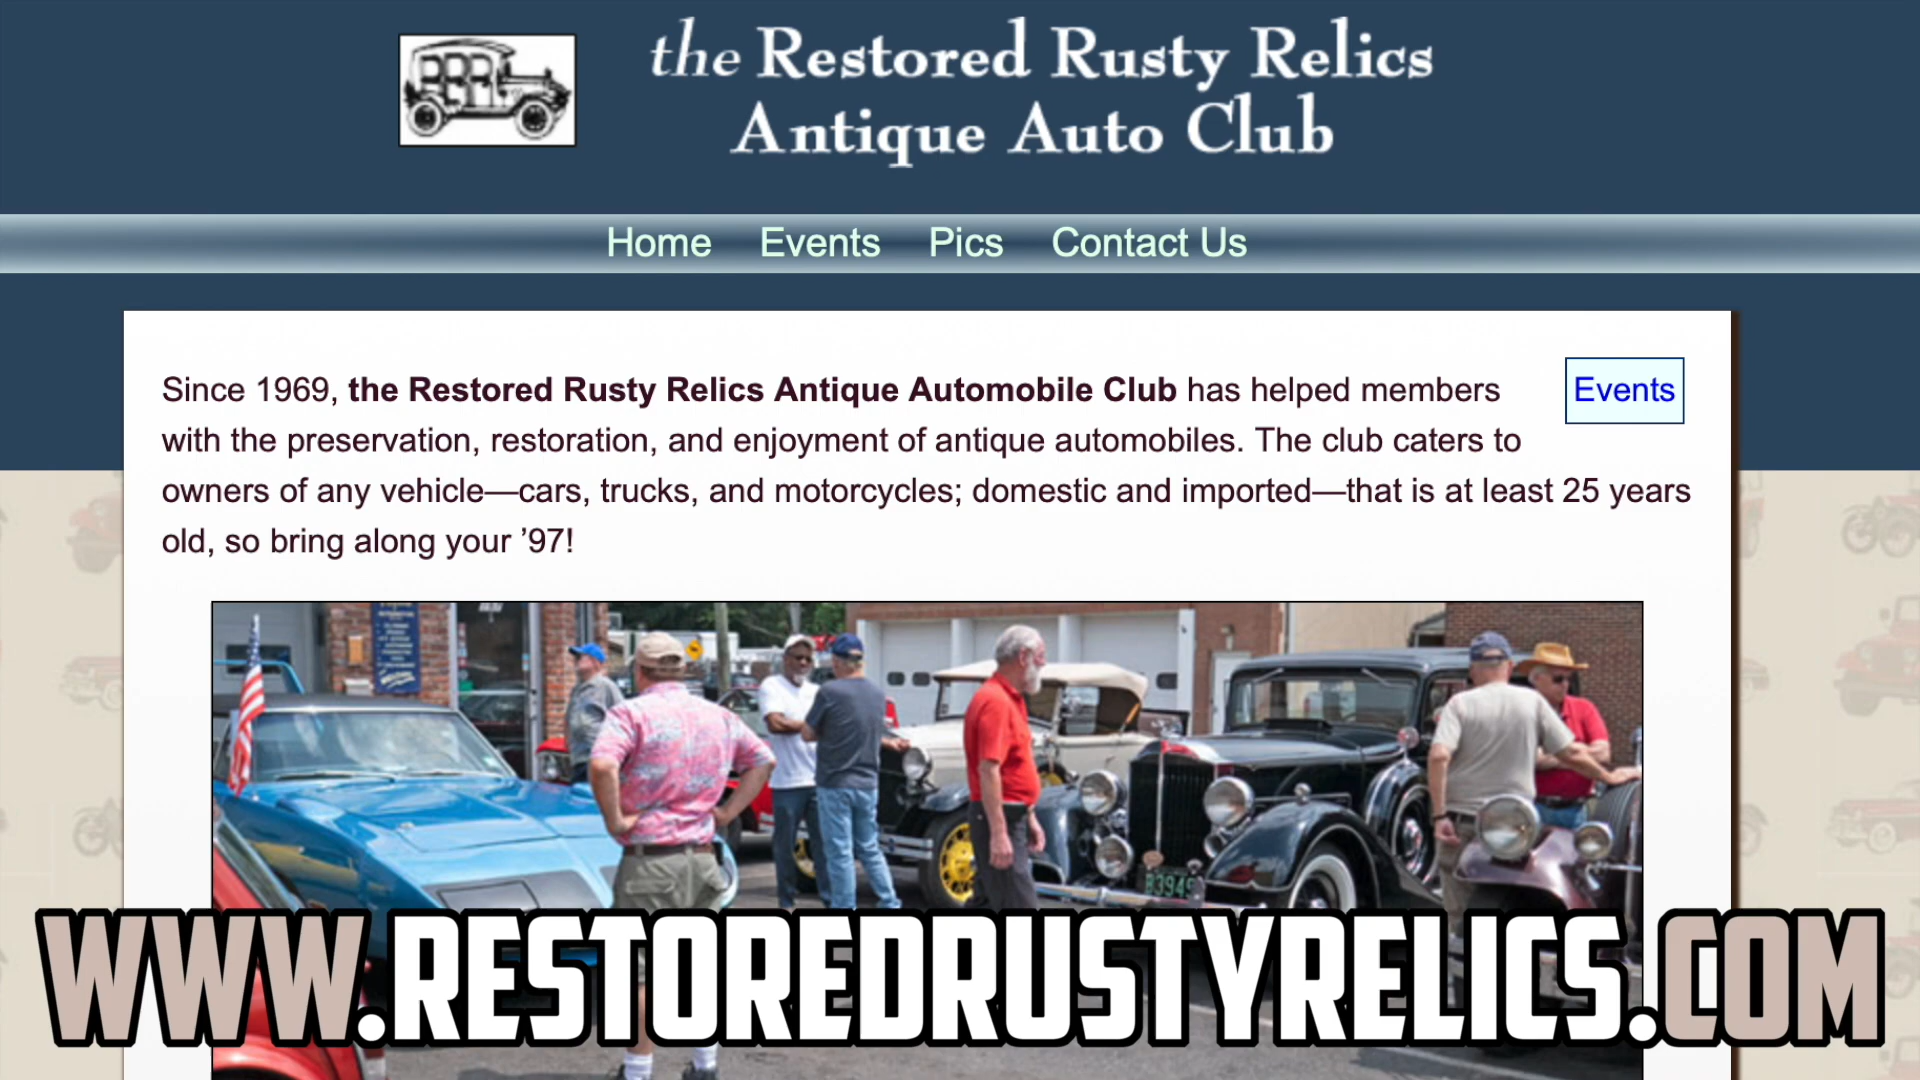 the Restored Rusty Relics
Antique Auto Club
Home Events Pics Contact Us
Since 1969, the Restored Rusty Relics Antique Automobile Club has helped members
Events
with the preservation, restoration, and enjoyment of antique automobiles. The club caters to
owners of any vehicle—cars, trucks, and motorcycles; domestic and imported—that is at least 25 years
old, so bring along your ’97!
WWW.RESTOREDRUSTYRELICS.COM